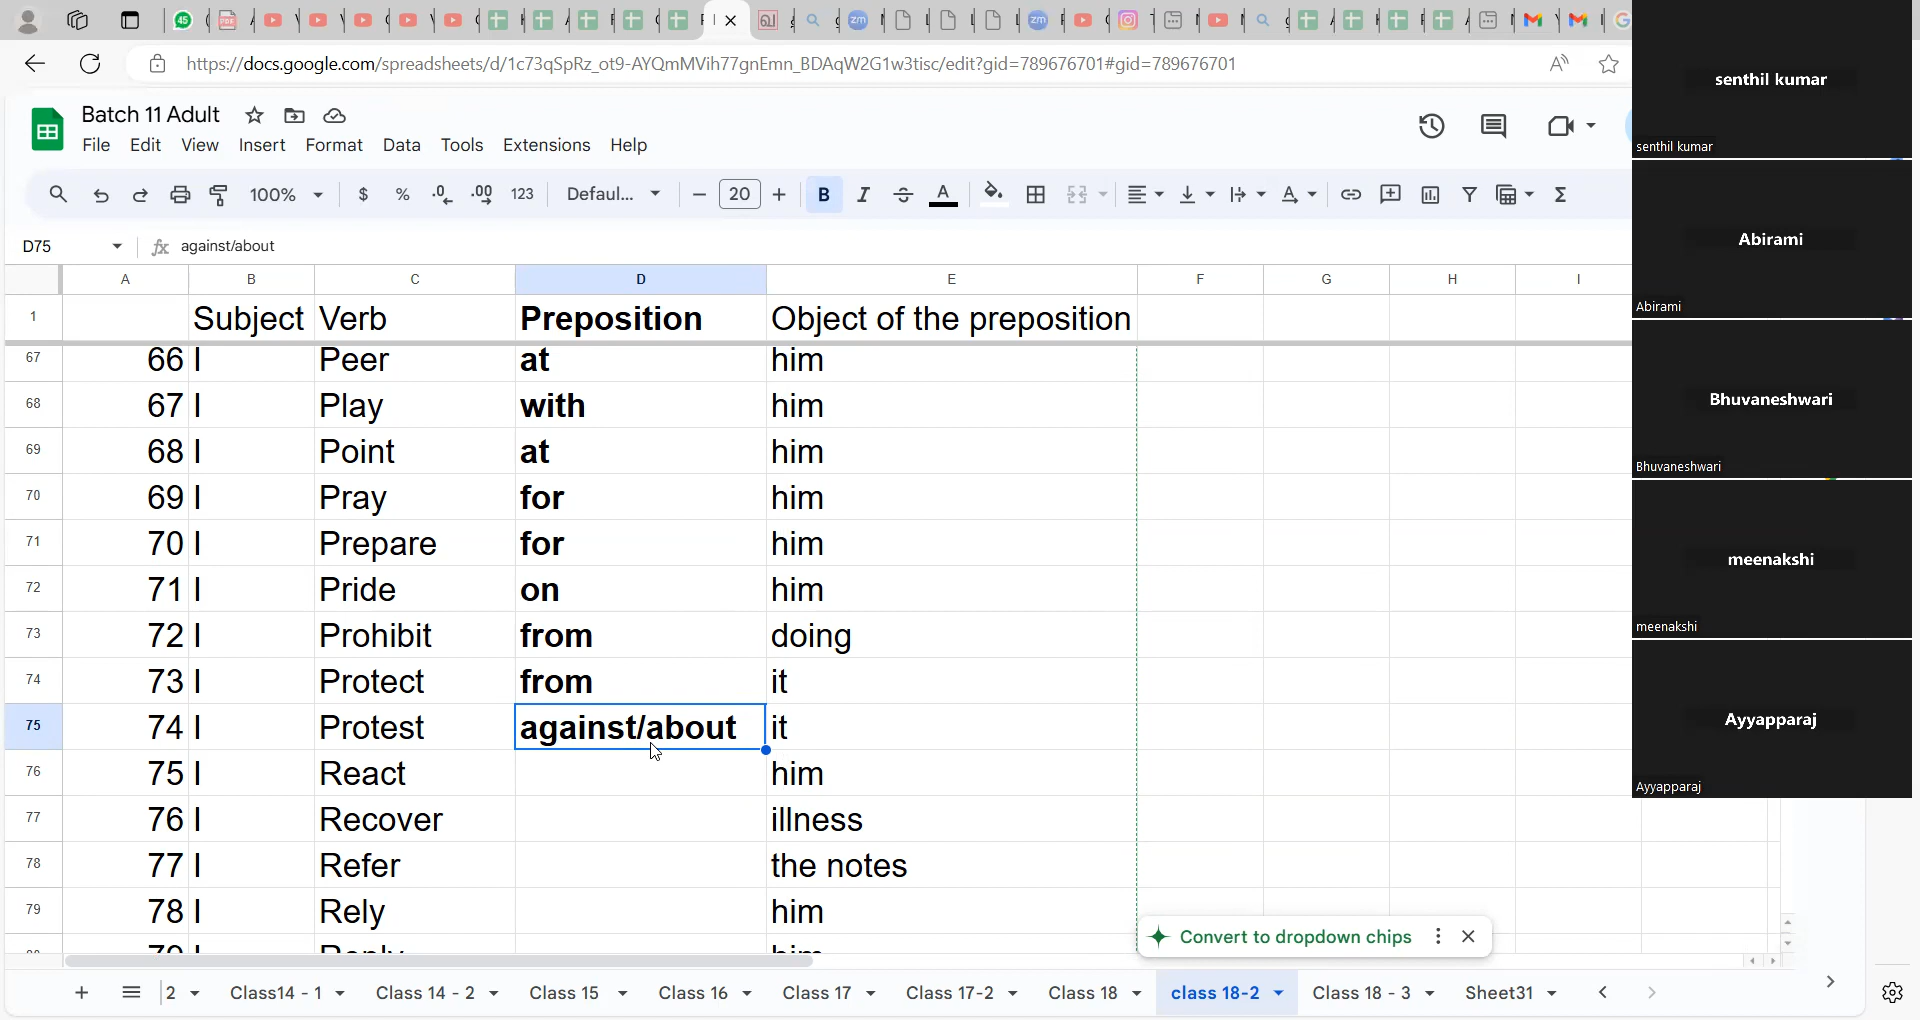 https://docs.google.com/spreadsheets/d/1c73qSpRz_ot9-AYQmMVih77gnEmn_BDAqW2G1w3tisc/edit?gid=789676701#gid=789676701
Batch 11 Adult
File Edit View Insert Format Data Tools Extensions Help
100% $ % .0 .00 123 Defaul... 20 B I A
D75 fx against/about
A B C D E F G H I
1 Subject Verb Preposition Object of the preposition
67 66 I Peer at him
68 67 I Play with him
69 68 I Point at him
70 69 I Pray for him
71 70 I Prepare for him
72 71 I Pride on him
73 72 I Prohibit from doing
74 73 I Protect from it
75 74 I Protest against/about it
76 75 I React him
77 76 I Recover illness
78 77 I Refer the notes
79 78 I Rely him
79 I Reply him
Convert to dropdown chips
2 Class14 - 1 Class 14 - 2 Class 15 Class 16 Class 17 Class 17-2 Class 18 class 18-2 Class 18 - 3 Sheet31
senthil kumar
senthil kumar
Abirami
Abirami
Bhuvaneshwari
Bhuvaneshwari
meenakshi
meenakshi
Ayyapparaj
Ayyapparaj